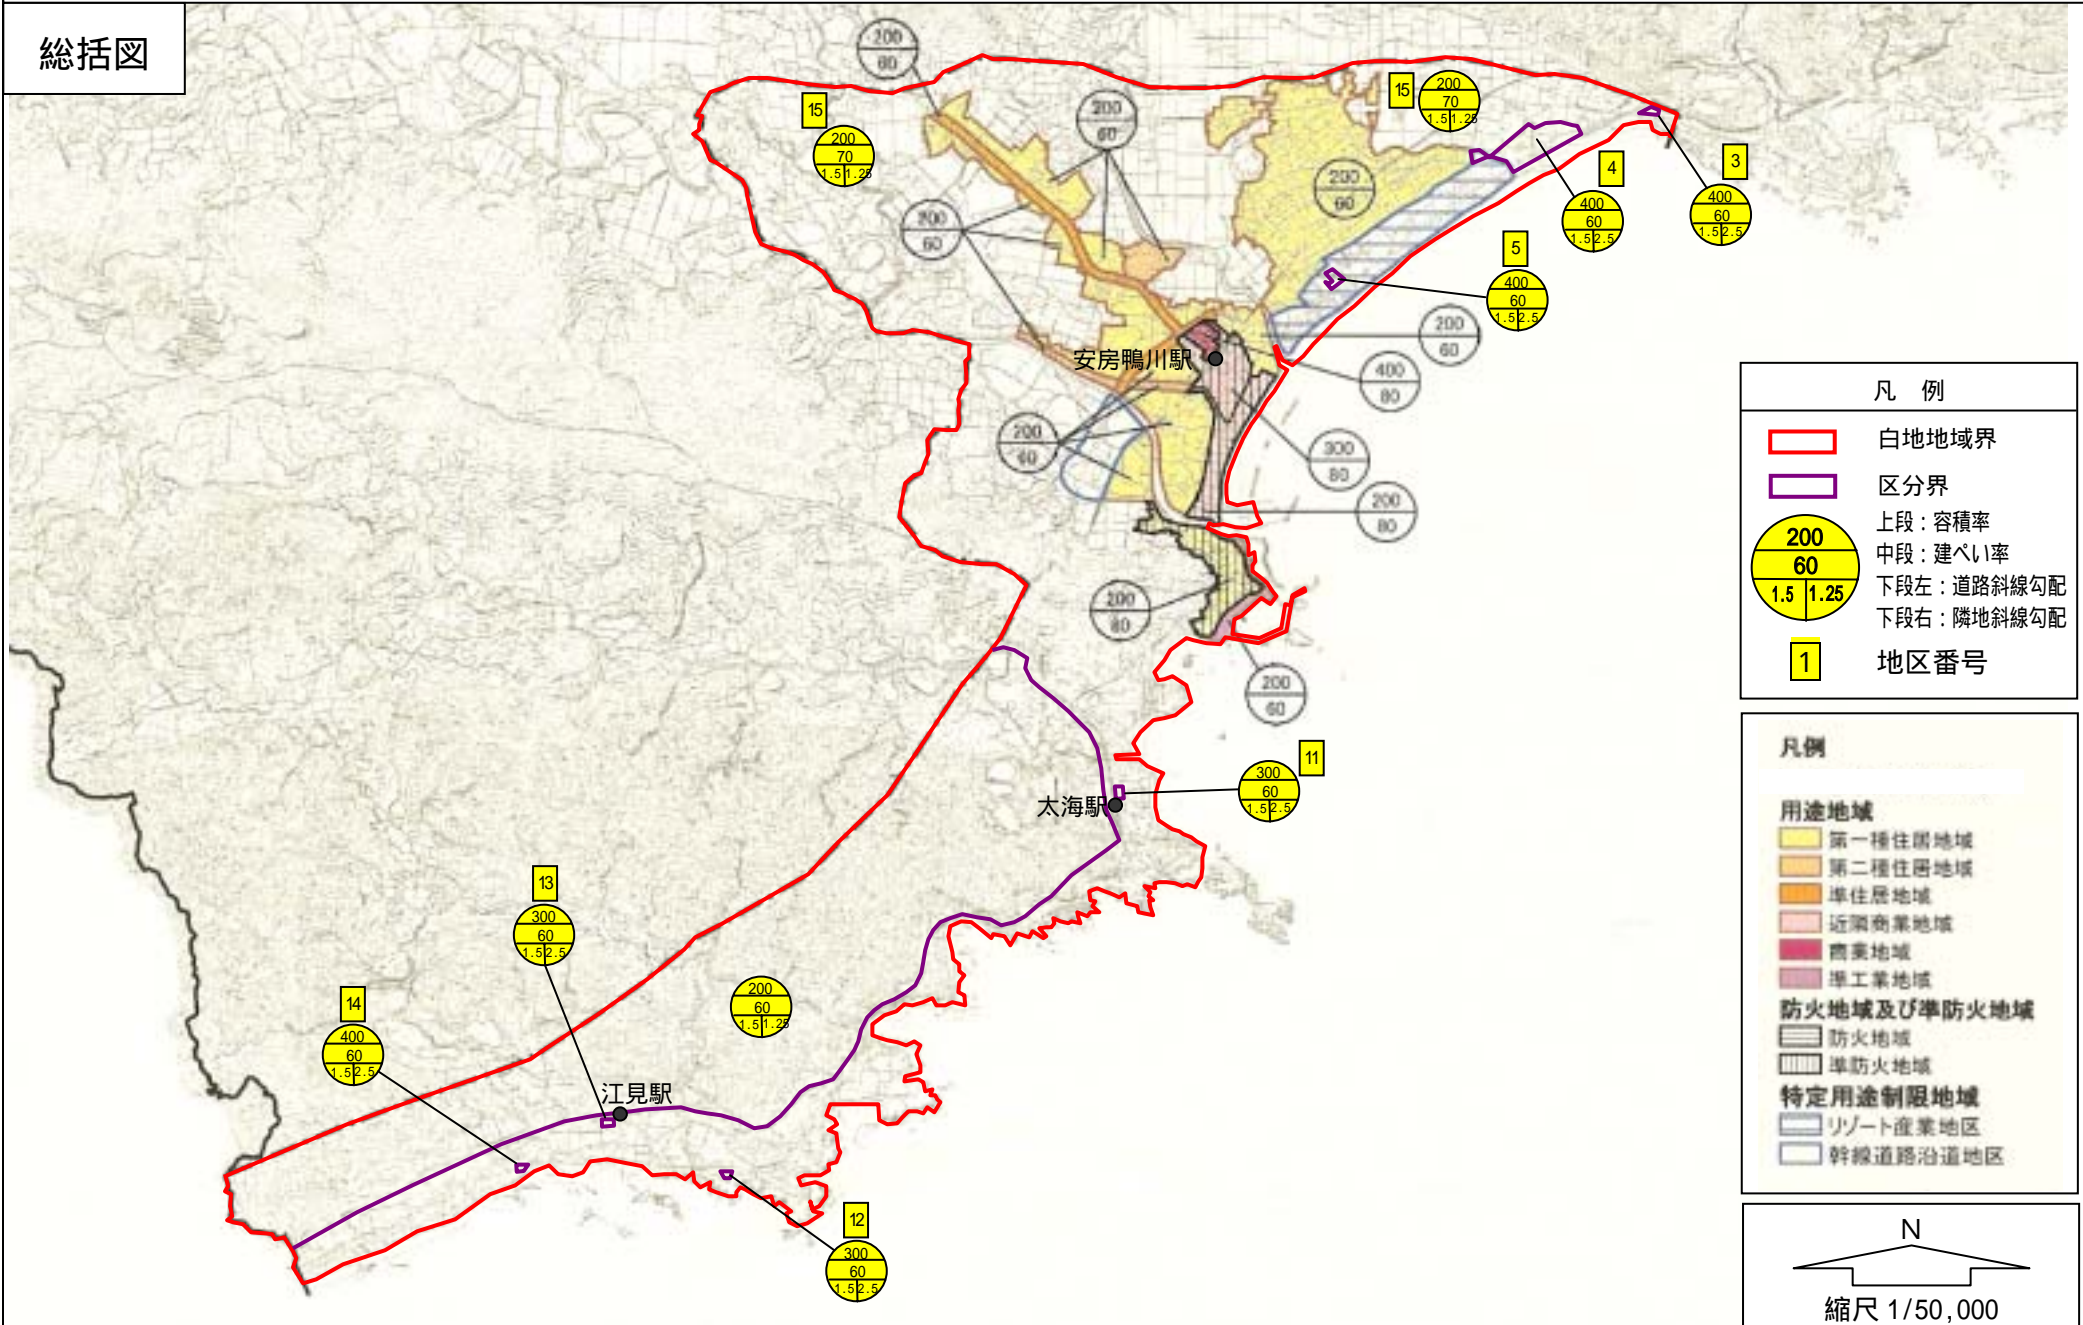 総括図
200
60
15
200
70
1.5 1.25
200
60
15
200
70
1.5 1.25
200
60
200
60
4
400
60
1.5 2.5
3
400
60
1.5 2.5
5
400
60
1.5 2.5
200
60
安房鴨川駅
400
80
200
60
300
80
200
80
200
80
200
60
11
300
60
1.5 2.5
太海駅
13
300
60
1.5 2.5
14
400
60
1.5 2.5
200
60
1.5 1.25
江見駅
12
300
60
1.5 2.5
凡 例
白地地域界
区分界
200
60
1.5 1.25
上段：容積率
中段：建ぺい率
下段左：道路斜線勾配
下段右：隣地斜線勾配
1
地区番号
凡例
用途地域
第一種住居地域
第二種住居地域
準住居地域
近隣商業地域
商業地域
準工業地域
防火地域及び準防火地域
防火地域
準防火地域
特定用途制限地域
リゾート産業地区
幹線道路沿道地区
N
縮尺 1/50,000